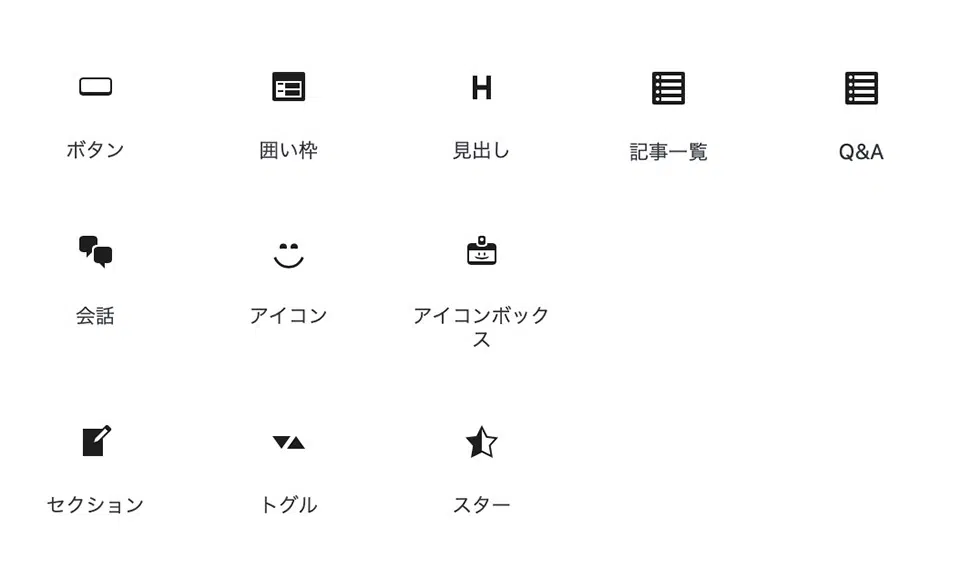 ボタン
囲い枠
見出し
記事一覧
Q&A
会話
アイコン
アイコンボック
ス
セクション
トグル
スター